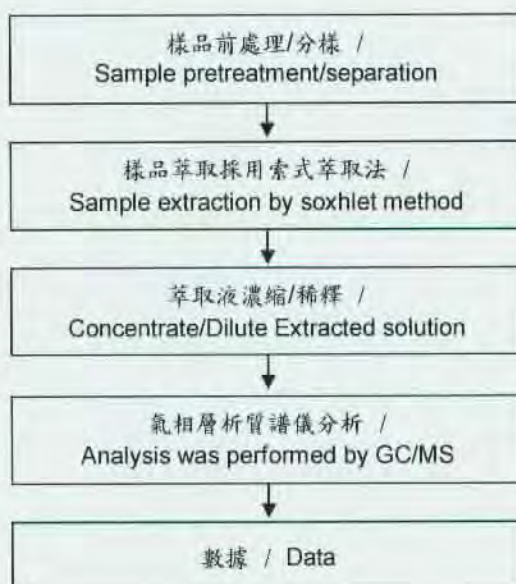 樣品前處理/分樣 /
Sample pretreatment/separation
樣品萃取採用索式萃取法 /
Sample extraction by soxhlet method
萃取液濃縮/稀釋 /
Concentrate/Dilute Extracted solution
氣相層析質譜儀分析 /
Analysis was performed by GC/MS
數據 / Data